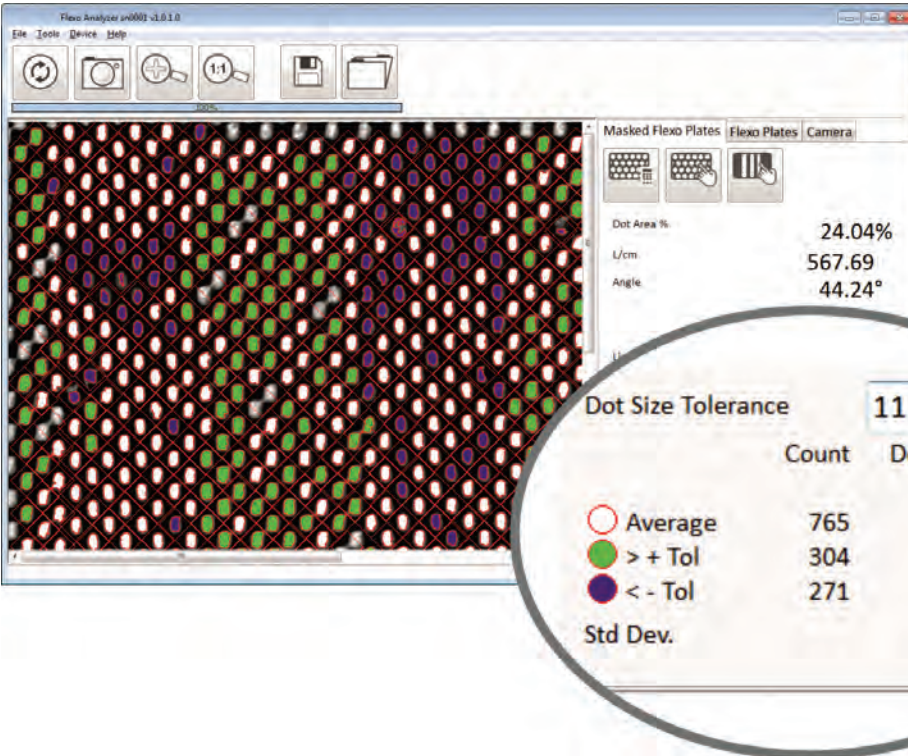 Flexo Analyzer sn0001 v1.0.1.0
File Tools Device Help
1:1
100%
Masked Flexo Plates Flexo Plates Camera
Dot Area % 24.04%
L/cm 567.69
Angle 44.24°
Dot Size Tolerance 11
Count
Average 765
> + Tol 304
< - Tol 271
Std Dev.